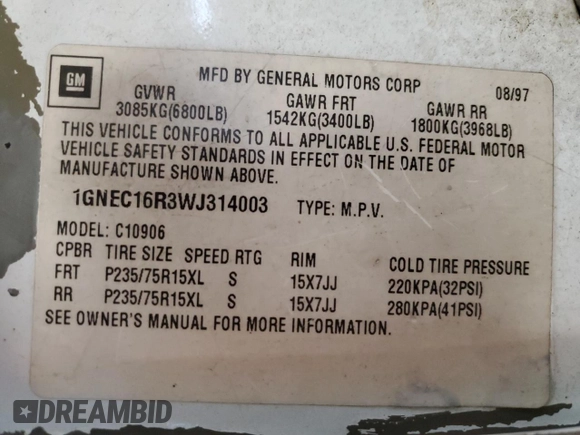 GM
MFD BY GENERAL MOTORS CORP 08/97
GVWR GAWR FRT GAWR RR
3085KG(6800LB) 1542KG(3400LB) 1800KG(3968LB)
THIS VEHICLE CONFORMS TO ALL APPLICABLE U.S. FEDERAL MOTOR
VEHICLE SAFETY STANDARDS IN EFFECT ON THE DATE OF
MANUFACTURE SHOWN ABOVE.
1GNEC16R3WJ314003 TYPE: M.P.V.
MODEL: C10906
CPBR TIRE SIZE SPEED RTG RIM COLD TIRE PRESSURE
FRT P235/75R15XL S 15X7JJ 220KPA(32PSI)
RR P235/75R15XL S 15X7JJ 280KPA(41PSI)
SEE OWNER'S MANUAL FOR MORE INFORMATION.
DREAMBID